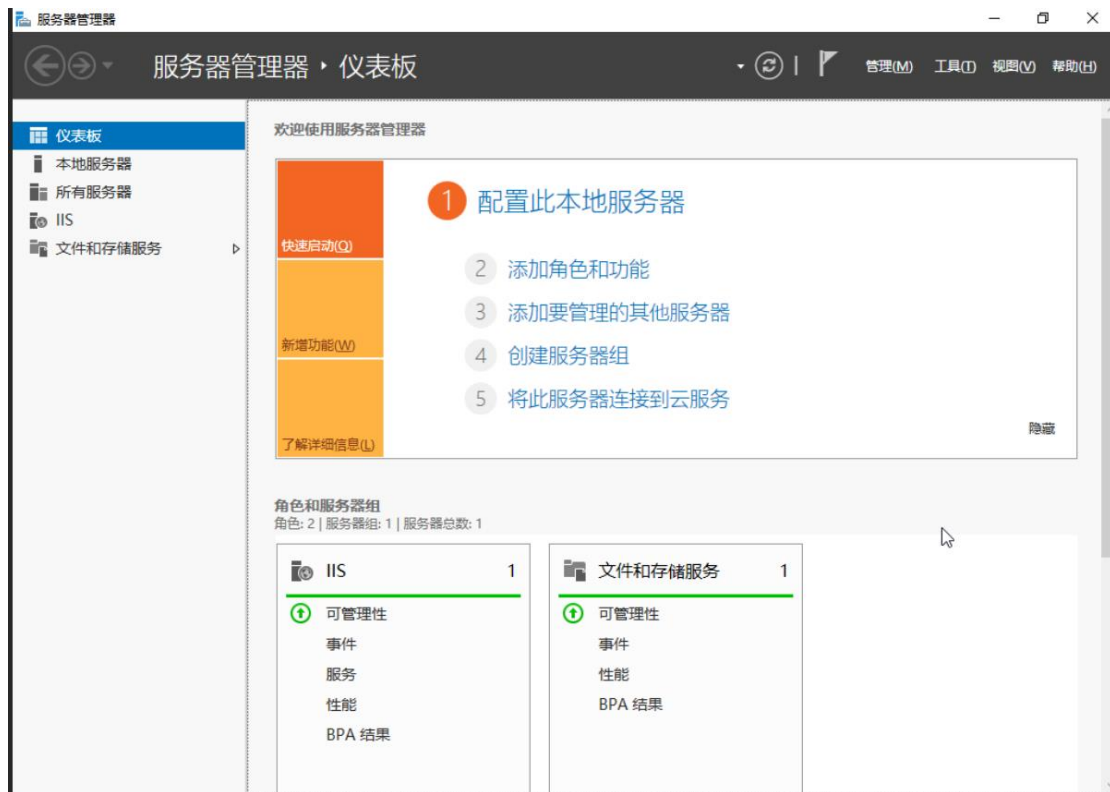 服务器管理器
服务器管理器 ‣ 仪表板
管理(M) 工具(T) 视图(V) 帮助(H)
仪表板
本地服务器
所有服务器
IIS
文件和存储服务
欢迎使用服务器管理器
快速启动(Q)
新增功能(W)
了解详细信息(L)
1 配置此本地服务器
2 添加角色和功能
3 添加要管理的其他服务器
4 创建服务器组
5 将此服务器连接到云服务
隐藏
角色和服务器组
角色: 2 | 服务器组: 1 | 服务器总数: 1
IIS 1
可管理性
事件
服务
性能
BPA 结果
文件和存储服务 1
可管理性
事件
性能
BPA 结果